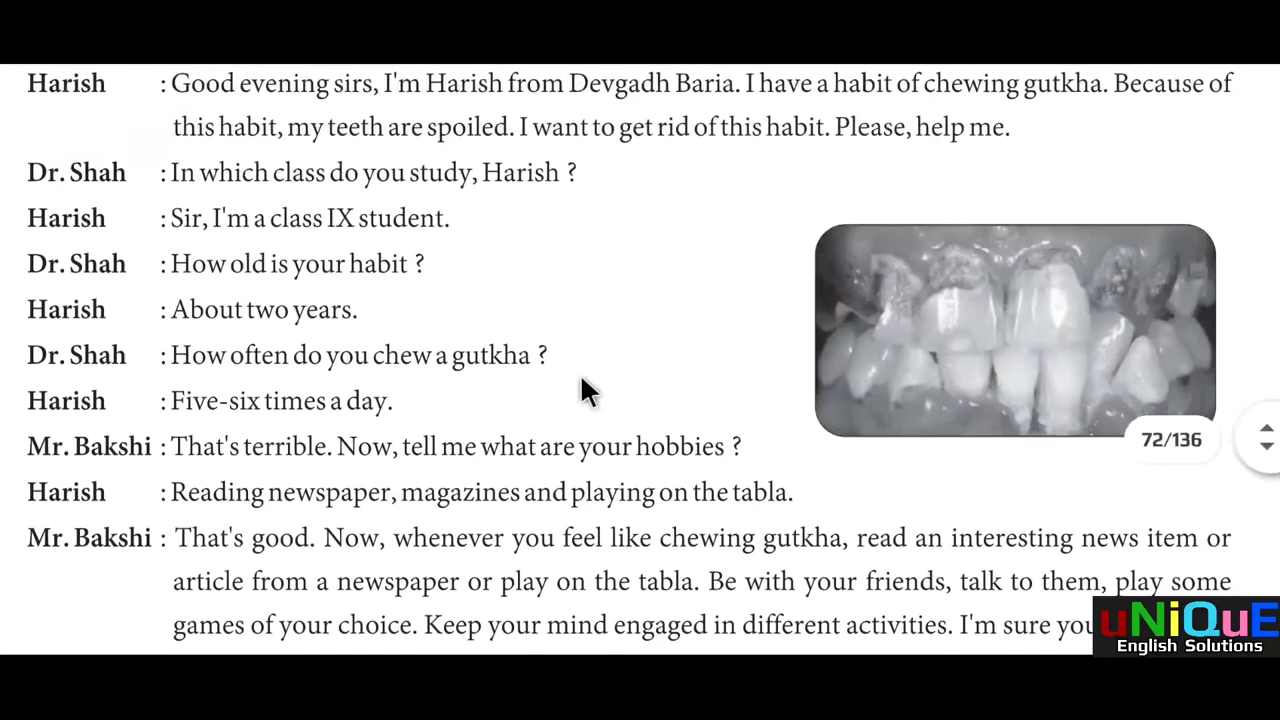 Harish : Good evening sirs, I'm Harish from Devgadh Baria. I have a habit of chewing gutkha. Because of
this habit, my teeth are spoiled. I want to get rid of this habit. Please, help me.
Dr. Shah : In which class do you study, Harish ?
Harish : Sir, I'm a class IX student.
Dr. Shah : How old is your habit ?
Harish : About two years.
Dr. Shah : How often do you chew a gutkha ?
Harish : Five-six times a day.
72/136
Mr. Bakshi : That's terrible. Now, tell me what are your hobbies ?
Harish : Reading newspaper, magazines and playing on the tabla.
Mr. Bakshi : That's good. Now, whenever you feel like chewing gutkha, read an interesting news item or
article from a newspaper or play on the tabla. Be with your friends, talk to them, play some
games of your choice. Keep your mind engaged in different activities. I'm sure you
uNiQuE
English Solutions